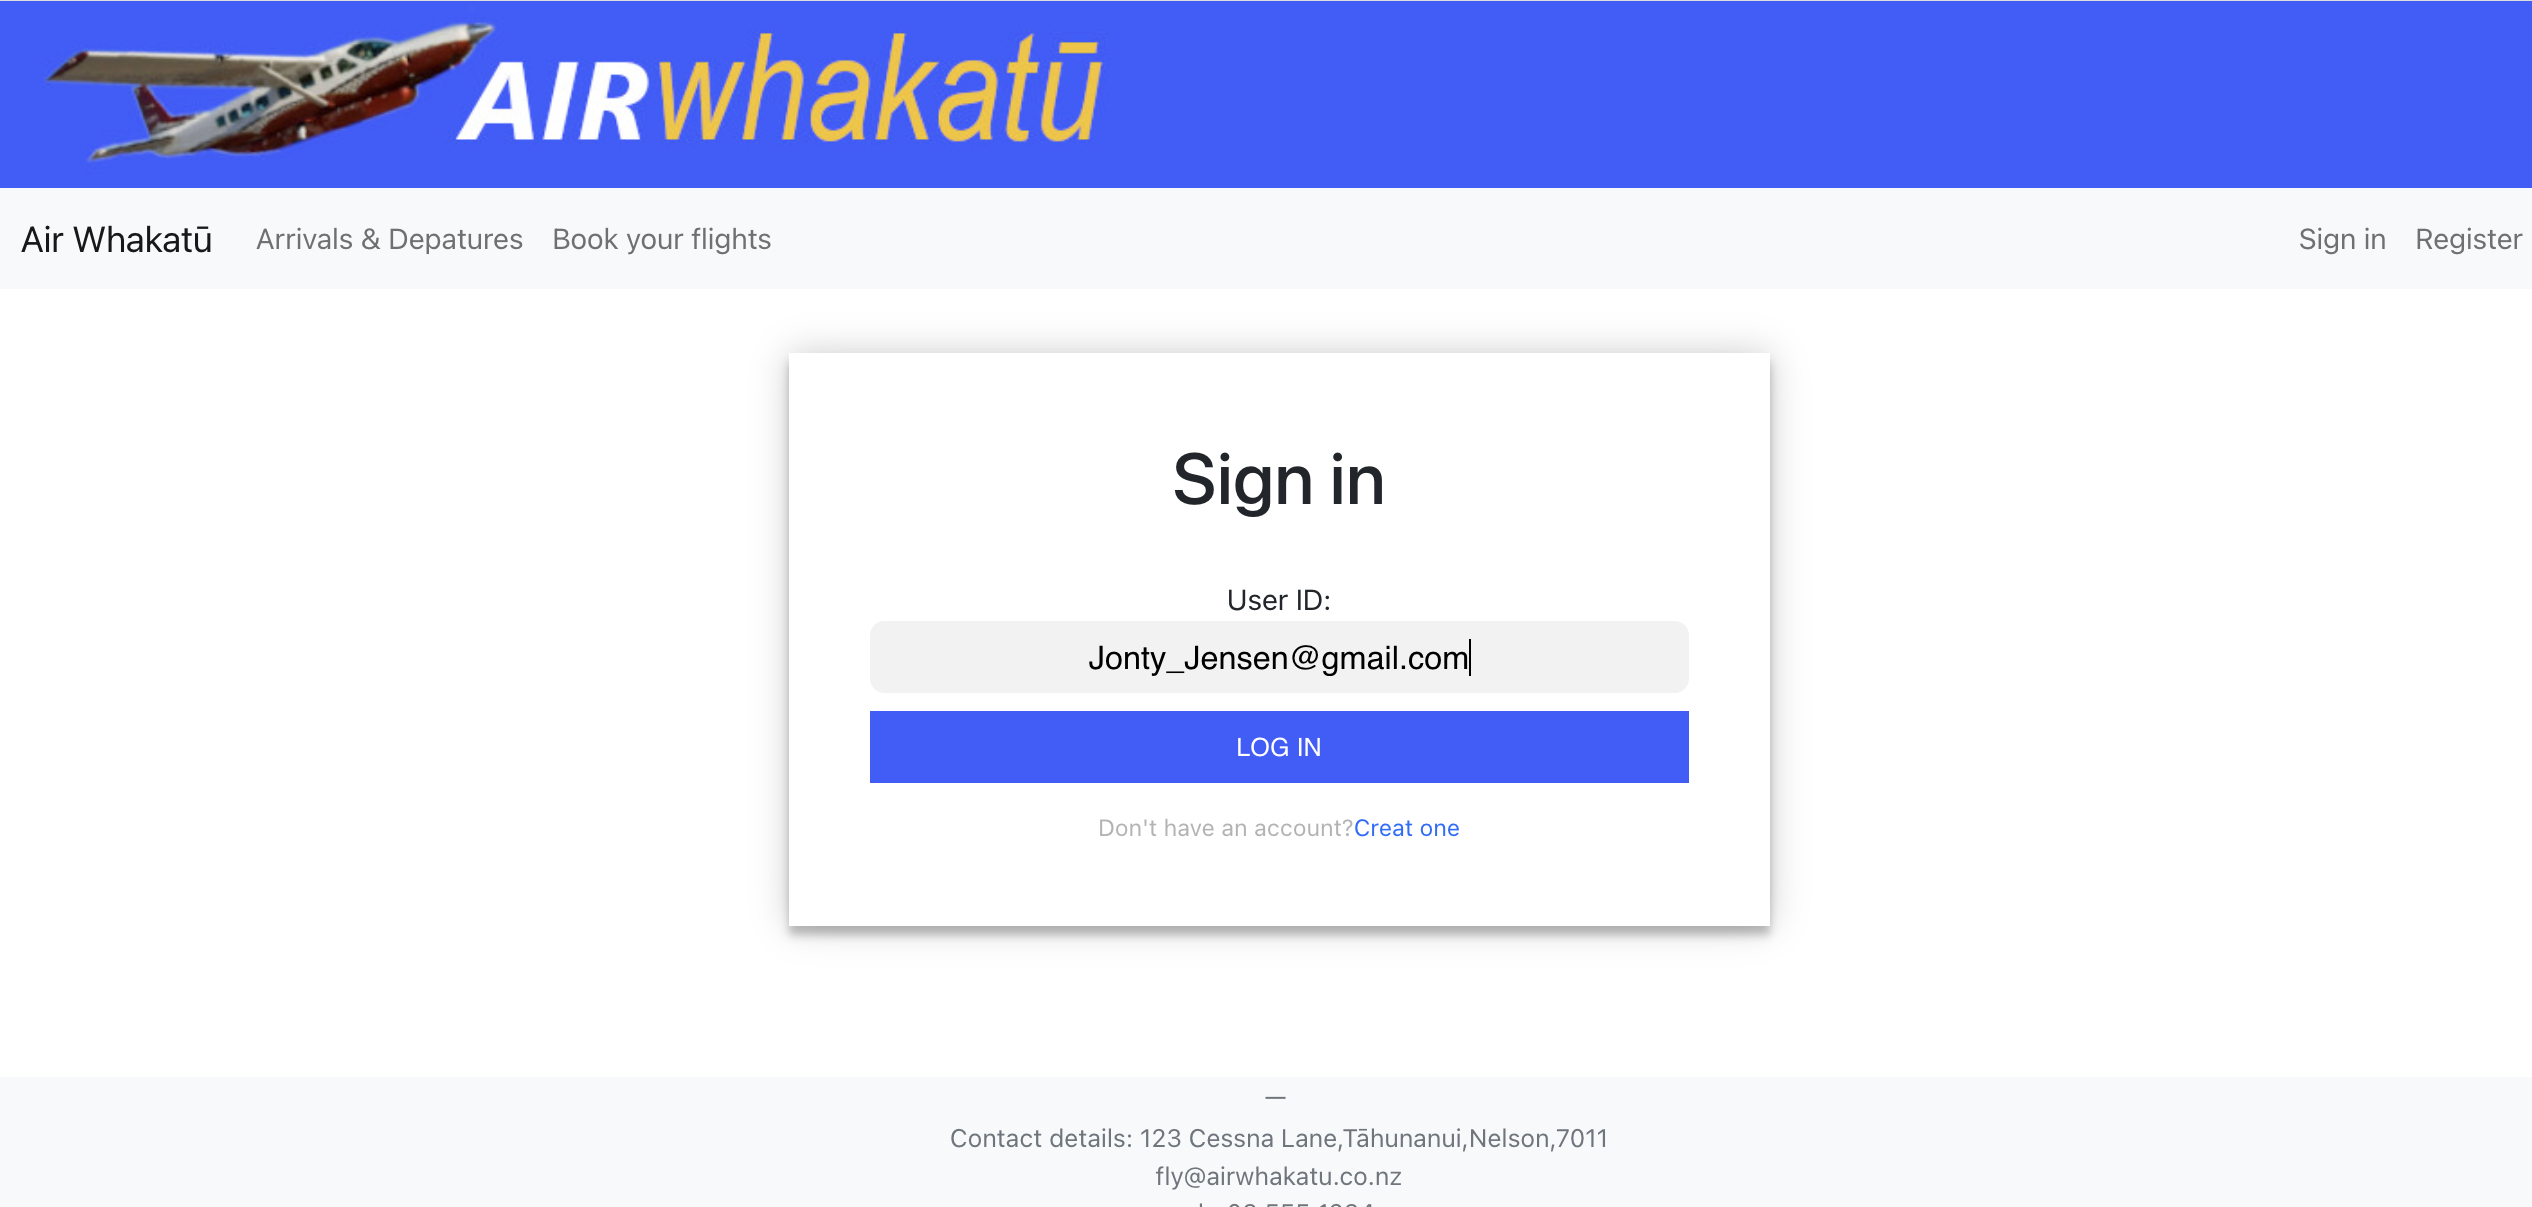 AIRwhakatū
Air Whakatū Arrivals & Depatures Book your flights Sign in Register
Sign in
User ID:
Jonty_Jensen@gmail.com
LOG IN
Don't have an account?Creat one
—
Contact details: 123 Cessna Lane,Tāhunanui,Nelson,7011
fly@airwhakatu.co.nz